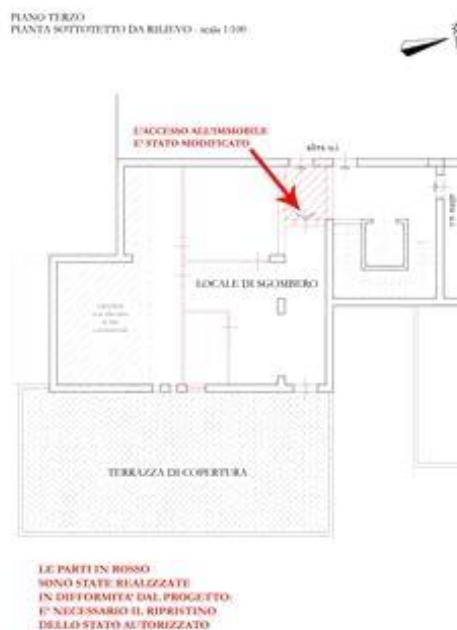 PIANO TERZO
PIANTA SOTTOTETTO DA RILIEVO - scala 1:100
L'ACCESSO ALL'IMMOBILE
E' STATO MODIFICATO
altra u.i.
LOCALE DI SGOMBERO
TERRAZZA DI COPERTURA
LE PARTI IN ROSSO
SONO STATE REALIZZATE
IN DIFFORMITA' DAL PROGETTO:
E' NECESSARIO IL RIPRISTINO
DELLO STATO AUTORIZZATO